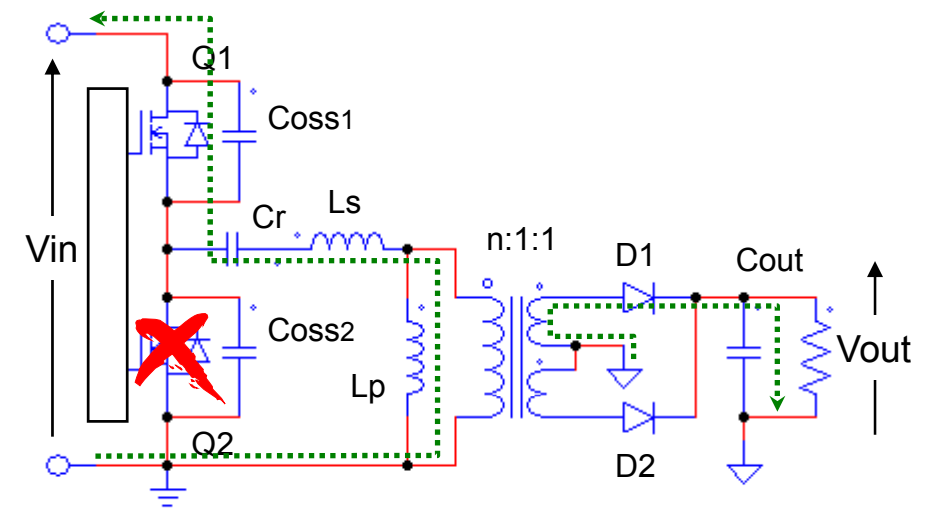 Q1
Coss1
Cr
Ls
Vin
n:1:1
D1
Cout
Coss2
Lp
Vout
Q2
D2